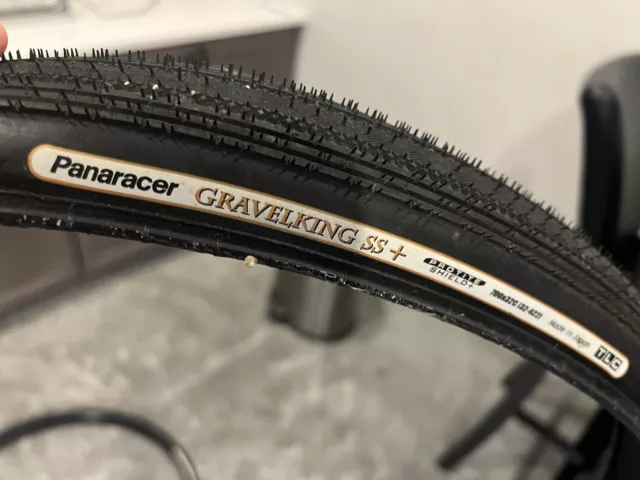 Panaracer GRAVELKING SS + PROTITE SHIELD+ 700x32C (32-622) Made in Japan TLC